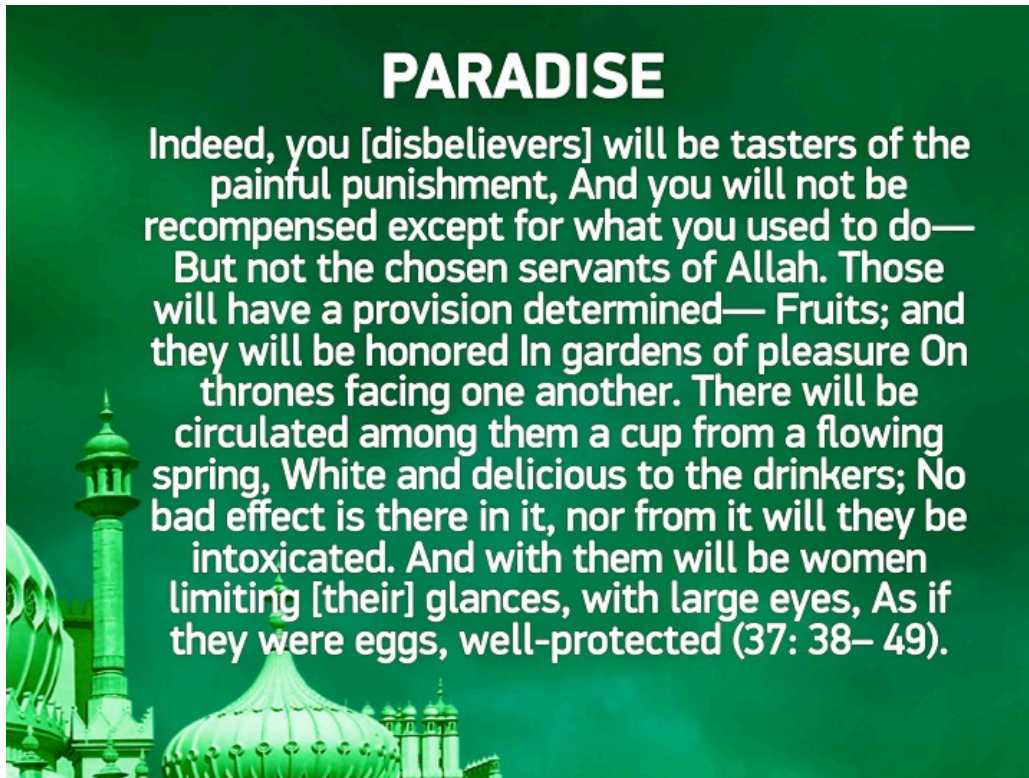 PARADISE
Indeed, you [disbelievers] will be tasters of the
painful punishment, And you will not be
recompensed except for what you used to do—
But not the chosen servants of Allah. Those
will have a provision determined— Fruits; and
they will be honored In gardens of pleasure On
thrones facing one another. There will be
circulated among them a cup from a flowing
spring, White and delicious to the drinkers; No
bad effect is there in it, nor from it will they be
intoxicated. And with them will be women
limiting [their] glances, with large eyes, As if
they were eggs, well-protected (37: 38– 49).